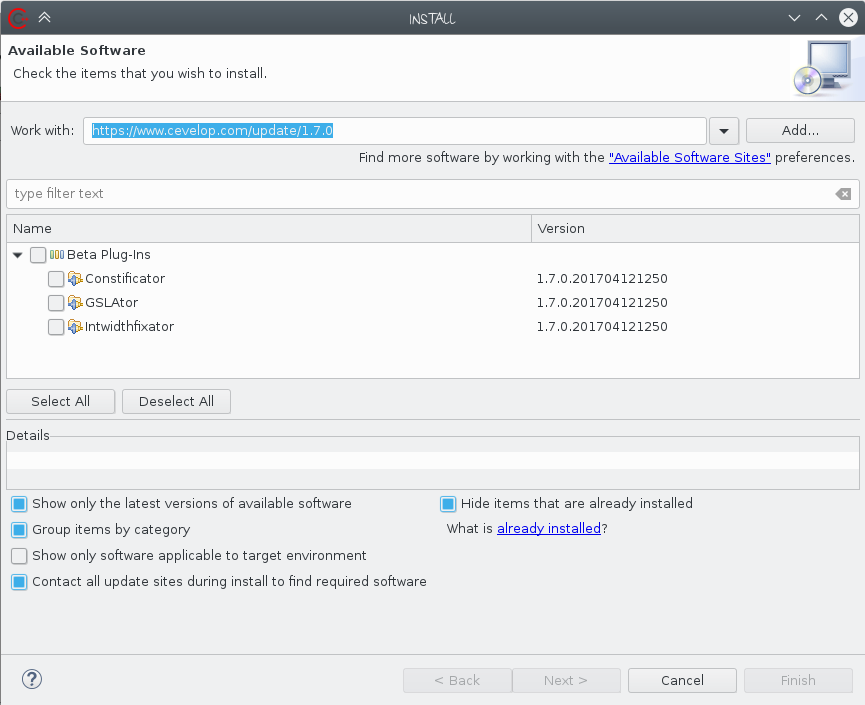 INSTALL
Available Software
Check the items that you wish to install.
Work with: https://www.cevelop.com/update/1.7.0 Add...
Find more software by working with the "Available Software Sites" preferences.
type filter text
Name Version
Beta Plug-Ins
Constificator 1.7.0.201704121250
GSLAtor 1.7.0.201704121250
Intwidthfixator 1.7.0.201704121250
Select All Deselect All
Details
Show only the latest versions of available software Hide items that are already installed
Group items by category What is already installed?
Show only software applicable to target environment
Contact all update sites during install to find required software
? < Back Next > Cancel Finish